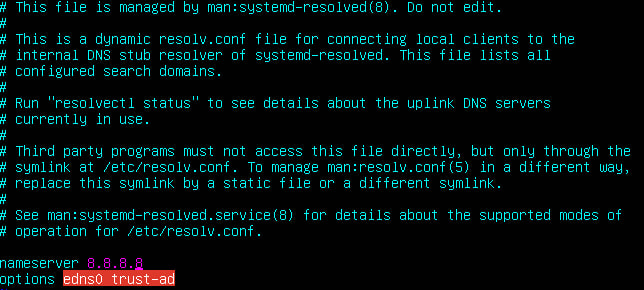 # This file is managed by man:systemd-resolved(8). Do not edit.
#
# This is a dynamic resolv.conf file for connecting local clients to the
# internal DNS stub resolver of systemd-resolved. This file lists all
# configured search domains.
#
# Run "resolvectl status" to see details about the uplink DNS servers
# currently in use.
#
# Third party programs must not access this file directly, but only through the
# symlink at /etc/resolv.conf. To manage man:resolv.conf(5) in a different way,
# replace this symlink by a static file or a different symlink.
#
# See man:systemd-resolved.service(8) for details about the supported modes of
# operation for /etc/resolv.conf.
nameserver 8.8.8.8
options edns0 trust-ad